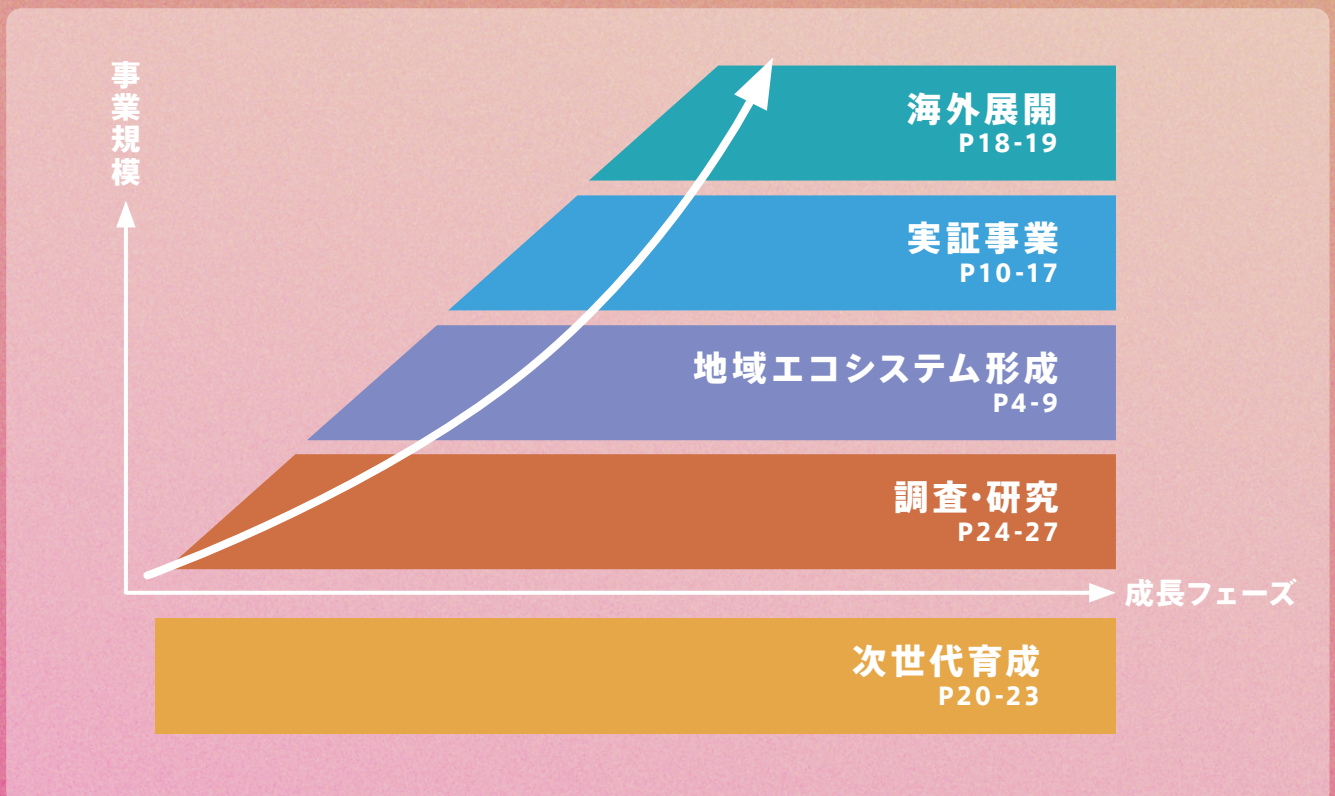 事業規模
海外展開
P18-19
実証事業
P10-17
地域エコシステム形成
P4-9
調査・研究
P24-27
成長フェーズ
次世代育成
P20-23